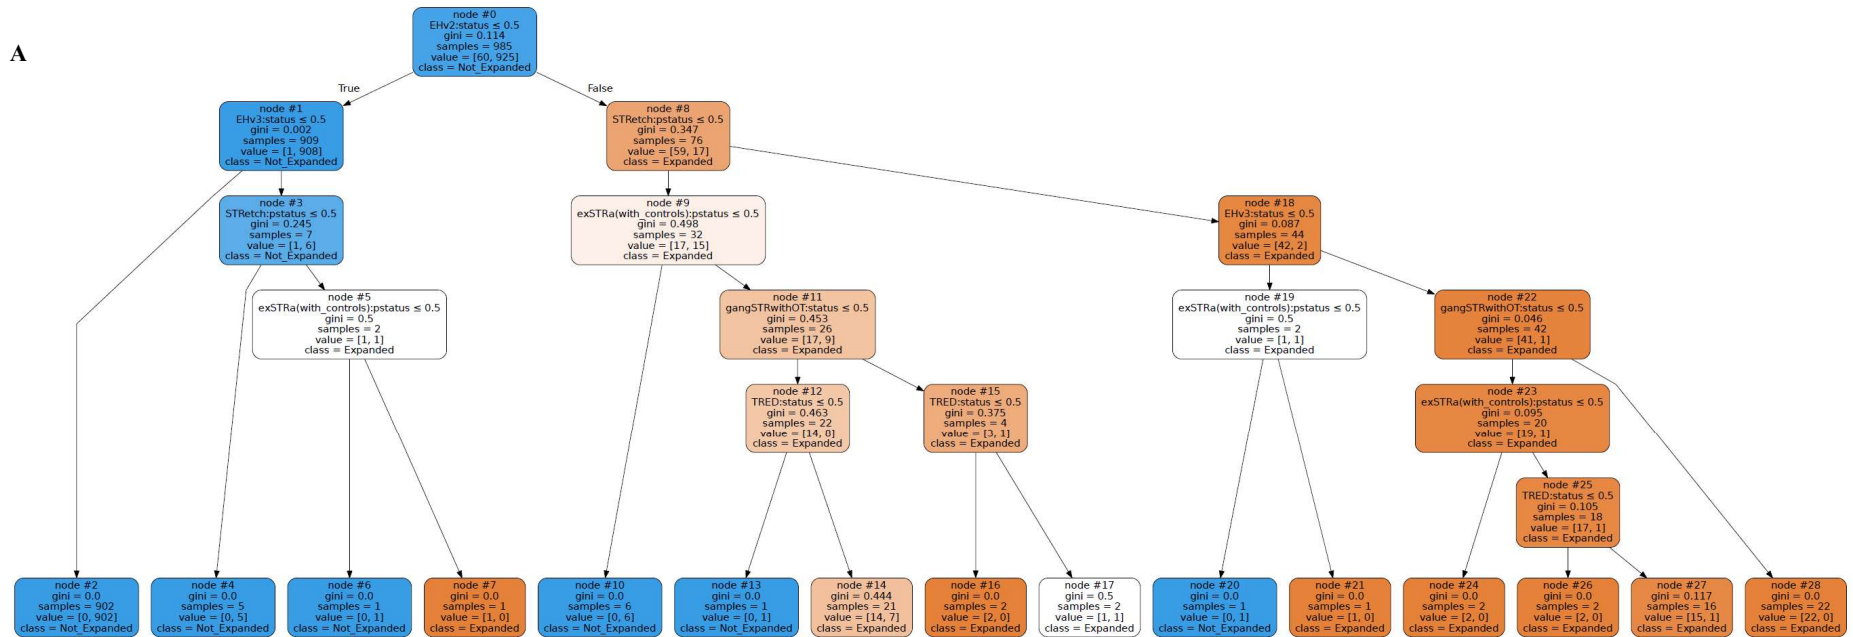 A
node #0
EHv2:status ≤ 0.5
gini = 0.114
samples = 985
value = [60, 925]
class = Not_Expanded
True
False
node #1
EHv3:status ≤ 0.5
gini = 0.002
samples = 909
value = [1, 908]
class = Not_Expanded
node #8
STRetch:pstatus ≤ 0.5
gini = 0.347
samples = 76
value = [59, 17]
class = Expanded
node #3
STRetch:pstatus ≤ 0.5
gini = 0.245
samples = 7
value = [1, 6]
class = Not_Expanded
node #9
exSTRa(with_controls):pstatus ≤ 0.5
gini = 0.498
samples = 32
value = [17, 15]
class = Expanded
node #18
EHv3:status ≤ 0.5
gini = 0.087
samples = 44
value = [42, 2]
class = Expanded
node #5
exSTRa(with_controls):pstatus ≤ 0.5
gini = 0.5
samples = 2
value = [1, 1]
class = Expanded
node #11
gangSTRwithOT:status ≤ 0.5
gini = 0.453
samples = 26
value = [17, 9]
class = Expanded
node #19
exSTRa(with_controls):pstatus ≤ 0.5
gini = 0.5
samples = 2
value = [1, 1]
class = Expanded
node #22
gangSTRwithOT:status ≤ 0.5
gini = 0.046
samples = 42
value = [41, 1]
class = Expanded
node #12
TRED:status ≤ 0.5
gini = 0.463
samples = 22
value = [14, 8]
class = Expanded
node #15
TRED:status ≤ 0.5
gini = 0.375
samples = 4
value = [3, 1]
class = Expanded
node #23
exSTRa(with_controls):pstatus ≤ 0.5
gini = 0.095
samples = 20
value = [19, 1]
class = Expanded
node #25
TRED:status ≤ 0.5
gini = 0.105
samples = 18
value = [17, 1]
class = Expanded
node #2
gini = 0.0
samples = 902
value = [0, 902]
class = Not_Expanded
node #4
gini = 0.0
samples = 5
value = [0, 5]
class = Not_Expanded
node #6
gini = 0.0
samples = 1
value = [0, 1]
class = Not_Expanded
node #7
gini = 0.0
samples = 1
value = [1, 0]
class = Expanded
node #10
gini = 0.0
samples = 6
value = [0, 6]
class = Not_Expanded
node #13
gini = 0.0
samples = 1
value = [0, 1]
class = Not_Expanded
node #14
gini = 0.444
samples = 21
value = [14, 7]
class = Expanded
node #16
gini = 0.0
samples = 2
value = [2, 0]
class = Expanded
node #17
gini = 0.5
samples = 2
value = [1, 1]
class = Expanded
node #20
gini = 0.0
samples = 1
value = [0, 1]
class = Not_Expanded
node #21
gini = 0.0
samples = 1
value = [1, 0]
class = Expanded
node #24
gini = 0.0
samples = 2
value = [2, 0]
class = Expanded
node #26
gini = 0.0
samples = 2
value = [2, 0]
class = Expanded
node #27
gini = 0.117
samples = 16
value = [15, 1]
class = Expanded
node #28
gini = 0.0
samples = 22
value = [22, 0]
class = Expanded